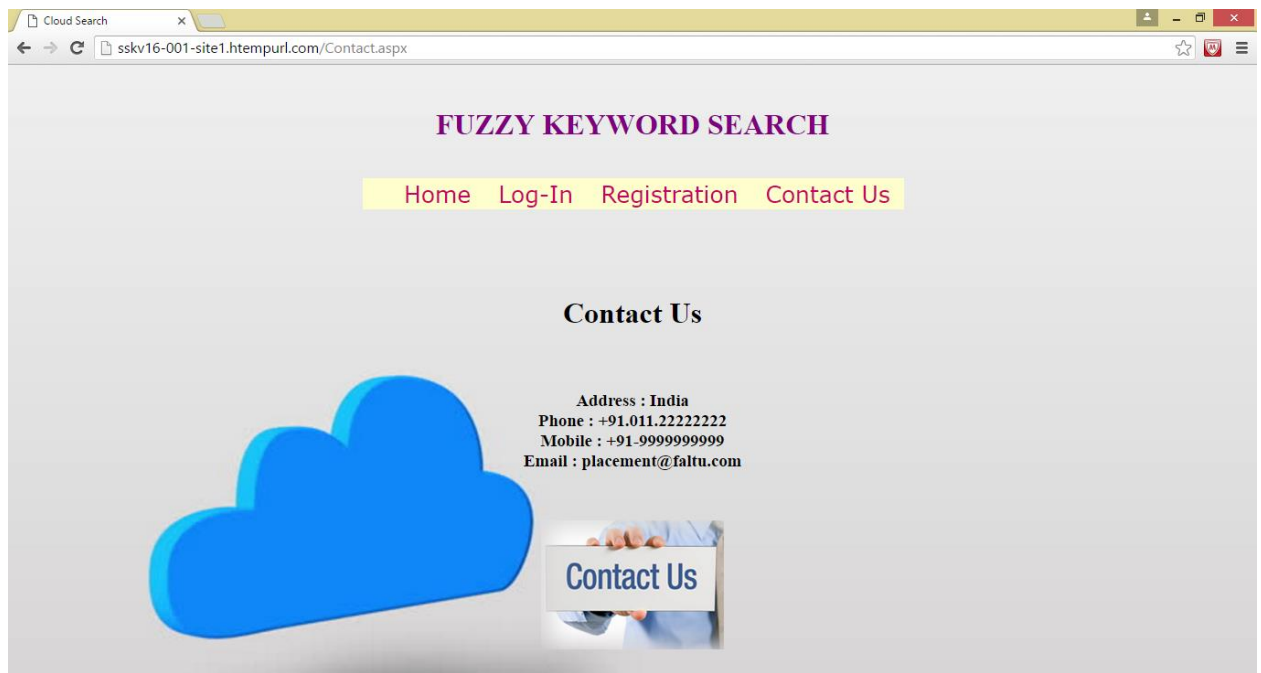 Cloud Search
sskv16-001-site1.htempurl.com/Contact.aspx
FUZZY KEYWORD SEARCH
Home Log-In Registration Contact Us
Contact Us
Address : India
Phone : +91.011.22222222
Mobile : +91-9999999999
Email : placement@faltu.com
Contact Us